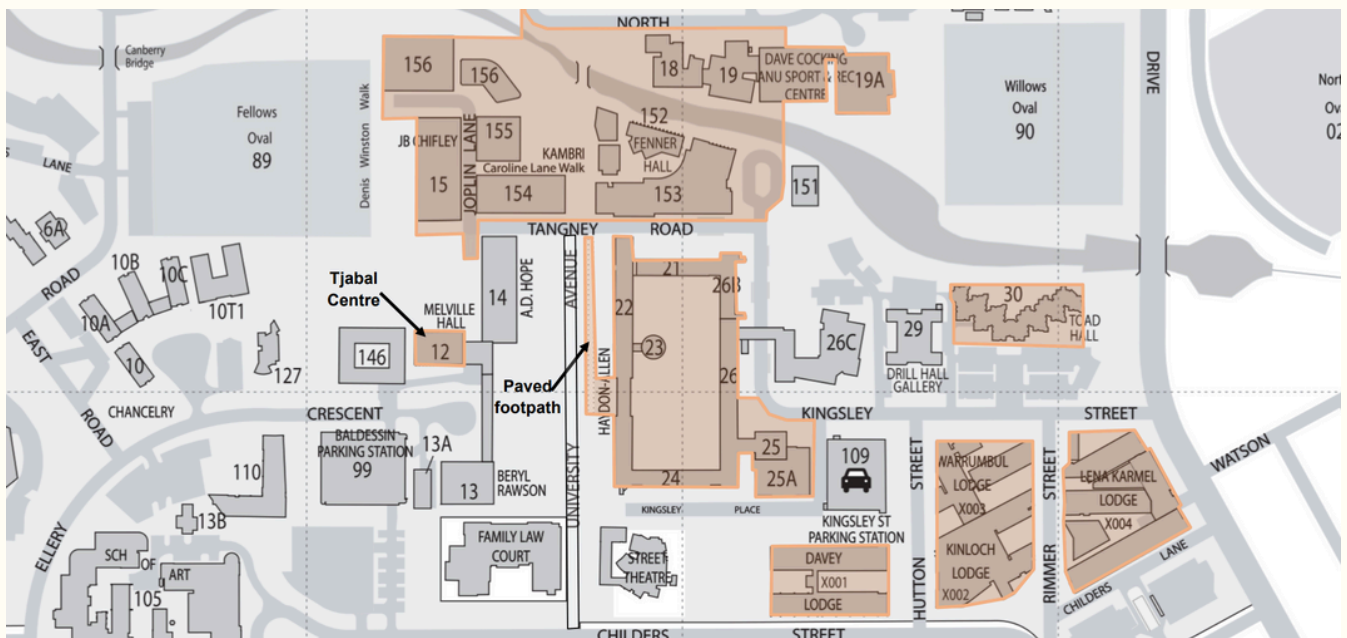 NORTH
Canberry
Bridge
156
156
18
19
DAVE COCKING
ANU SPORT & REC
CENTRE
19A
DRIVE
Fellows
Oval
89
Denis Winston Walk
JB CHIFLEY
15
JOPLIN LANE
155
KAMBRI
Caroline Lane Walk
154
152
FENNER
HALL
153
151
Willows
Oval
90
Nort
Ov
02
LANE
6A
ROAD
10B
10C
10A
10T1
10
127
EAST
ROAD
TANGNEY ROAD
Tjabal
Centre
MELVILLE
HALL
12
146
14
A.D. HOPE
UNIVERSITY AVENUE
Paved
footpath
HAYDON-ALLEN
21
22
23
26B
26
26C
29
DRILL HALL
GALLERY
30
TOAD
HALL
CHANCELRY
CRESCENT
KINGSLEY STREET
BALDESSIN
PARKING STATION
99
13A
13
BERYL
RAWSON
110
13B
24
25
25A
109
KINGSLEY PLACE
KINGSLEY ST
PARKING STATION
HUTTON STREET
WARRUMBUL
LODGE
X003
KINLOCH
LODGE
X002
RIMMER STREET
LENA KARMEL
LODGE
X004
WATSON
ELLERY
SCH
OF
ART
105
FAMILY LAW
COURT
STREET
THEATRE
DAVEY
X001
LODGE
CHILDERS LANE
CHILDERS STREET